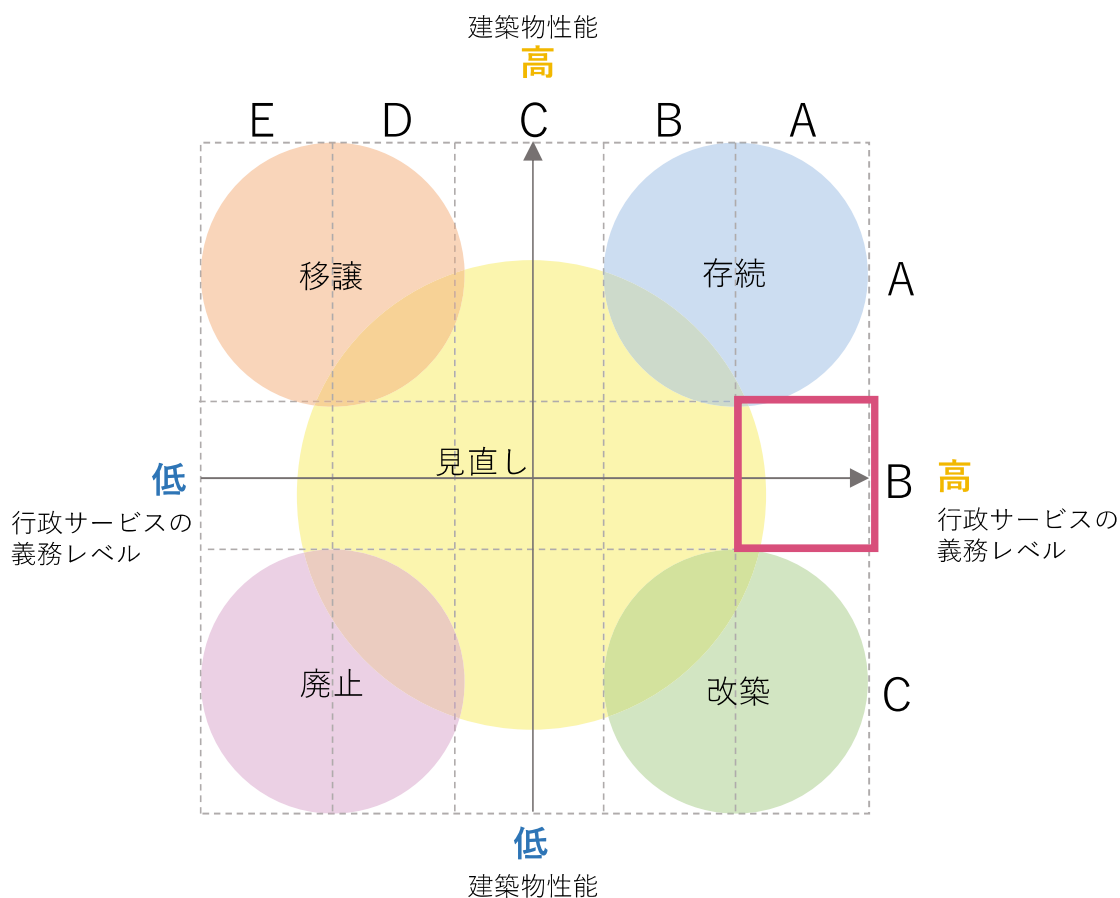 建築物性能
高
E D C B A
移譲 存続
A
見直し
低
B
高
行政サービスの
義務レベル
行政サービスの
義務レベル
廃止 改築
C
低
建築物性能